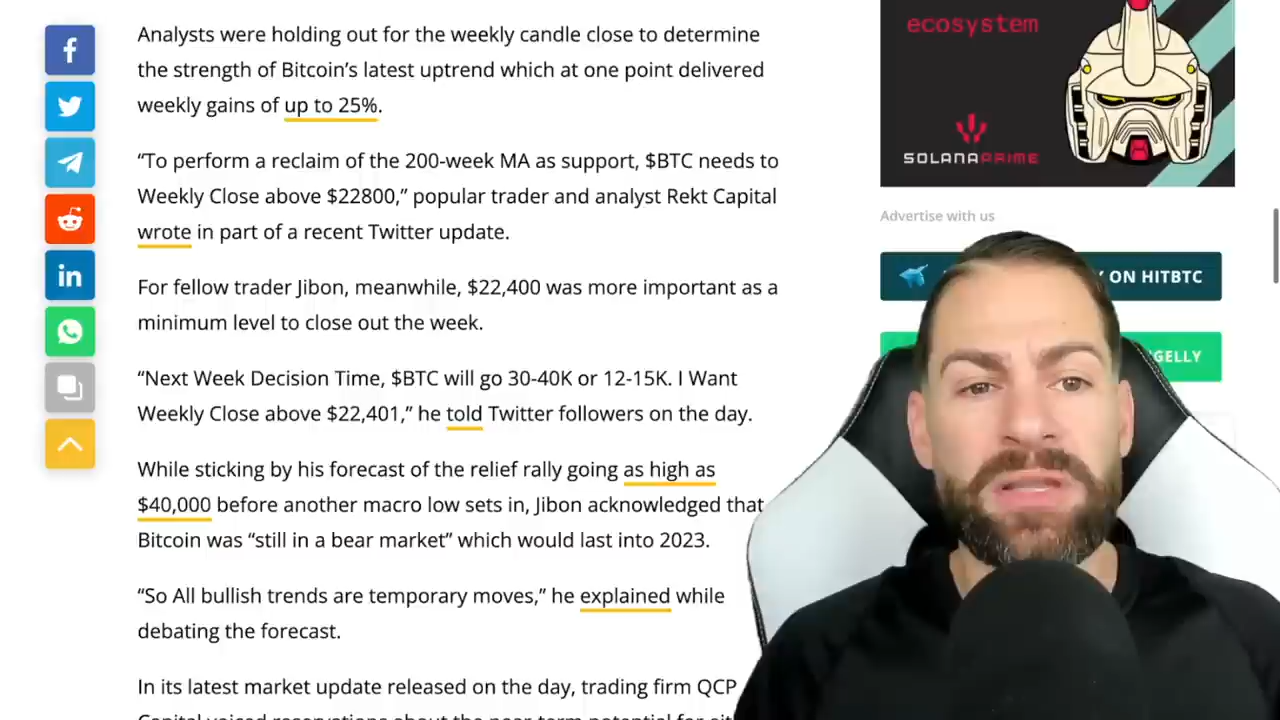 Analysts were holding out for the weekly candle close to determine
the strength of Bitcoin’s latest uptrend which at one point delivered
weekly gains of up to 25%.
“To perform a reclaim of the 200-week MA as support, $BTC needs to
Weekly Close above $22800,” popular trader and analyst Rekt Capital
wrote in part of a recent Twitter update.
For fellow trader Jibon, meanwhile, $22,400 was more important as a
minimum level to close out the week.
“Next Week Decision Time, $BTC will go 30-40K or 12-15K. I Want
Weekly Close above $22,401,” he told Twitter followers on the day.
While sticking by his forecast of the relief rally going as high as
$40,000 before another macro low sets in, Jibon acknowledged that
Bitcoin was “still in a bear market” which would last into 2023.
“So All bullish trends are temporary moves,” he explained while
debating the forecast.
In its latest market update released on the day, trading firm QCP
ecosystem
SOLANAPRIME
Advertise with us
ON HITBTC